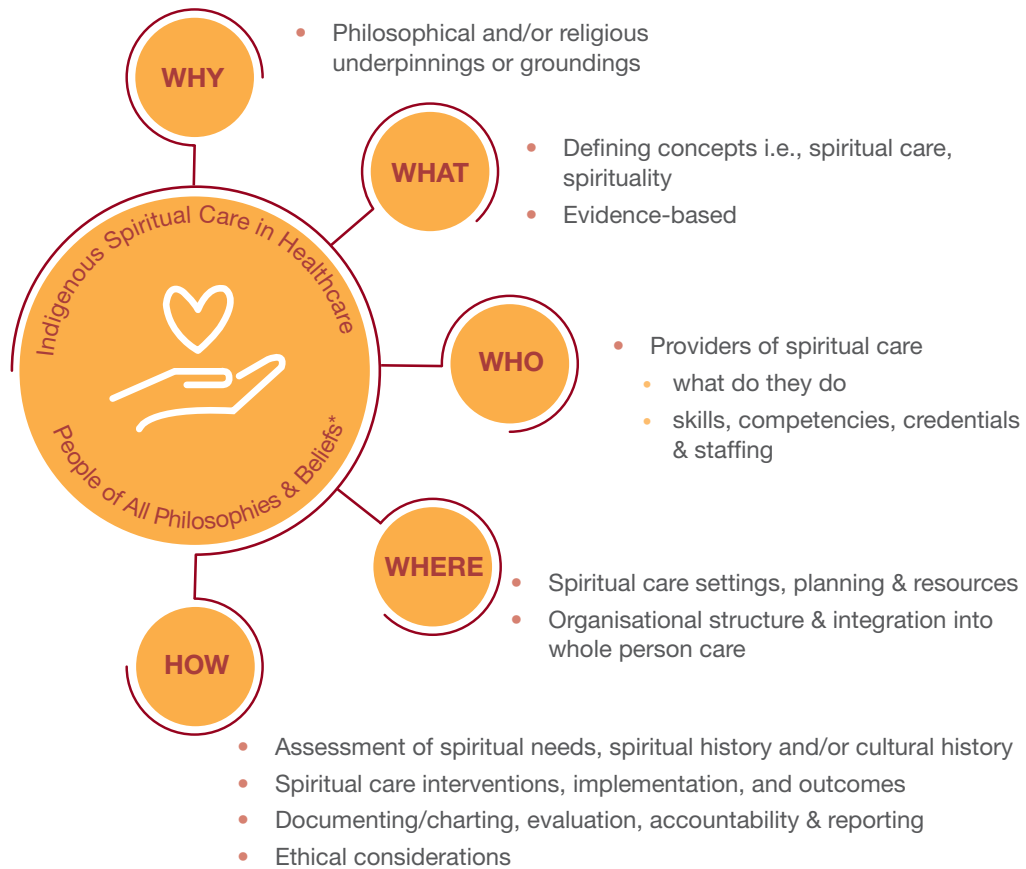 WHY
• Philosophical and/or religious
underpinnings or groundings
WHAT
• Defining concepts i.e., spiritual care,
spirituality
• Evidence-based
Indigenous Spiritual Care in Healthcare
People of All Philosophies & Beliefs*
WHO
• Providers of spiritual care
• what do they do
• skills, competencies, credentials
& staffing
WHERE
• Spiritual care settings, planning & resources
• Organisational structure & integration into
whole person care
HOW
• Assessment of spiritual needs, spiritual history and/or cultural history
• Spiritual care interventions, implementation, and outcomes
• Documenting/charting, evaluation, accountability & reporting
• Ethical considerations